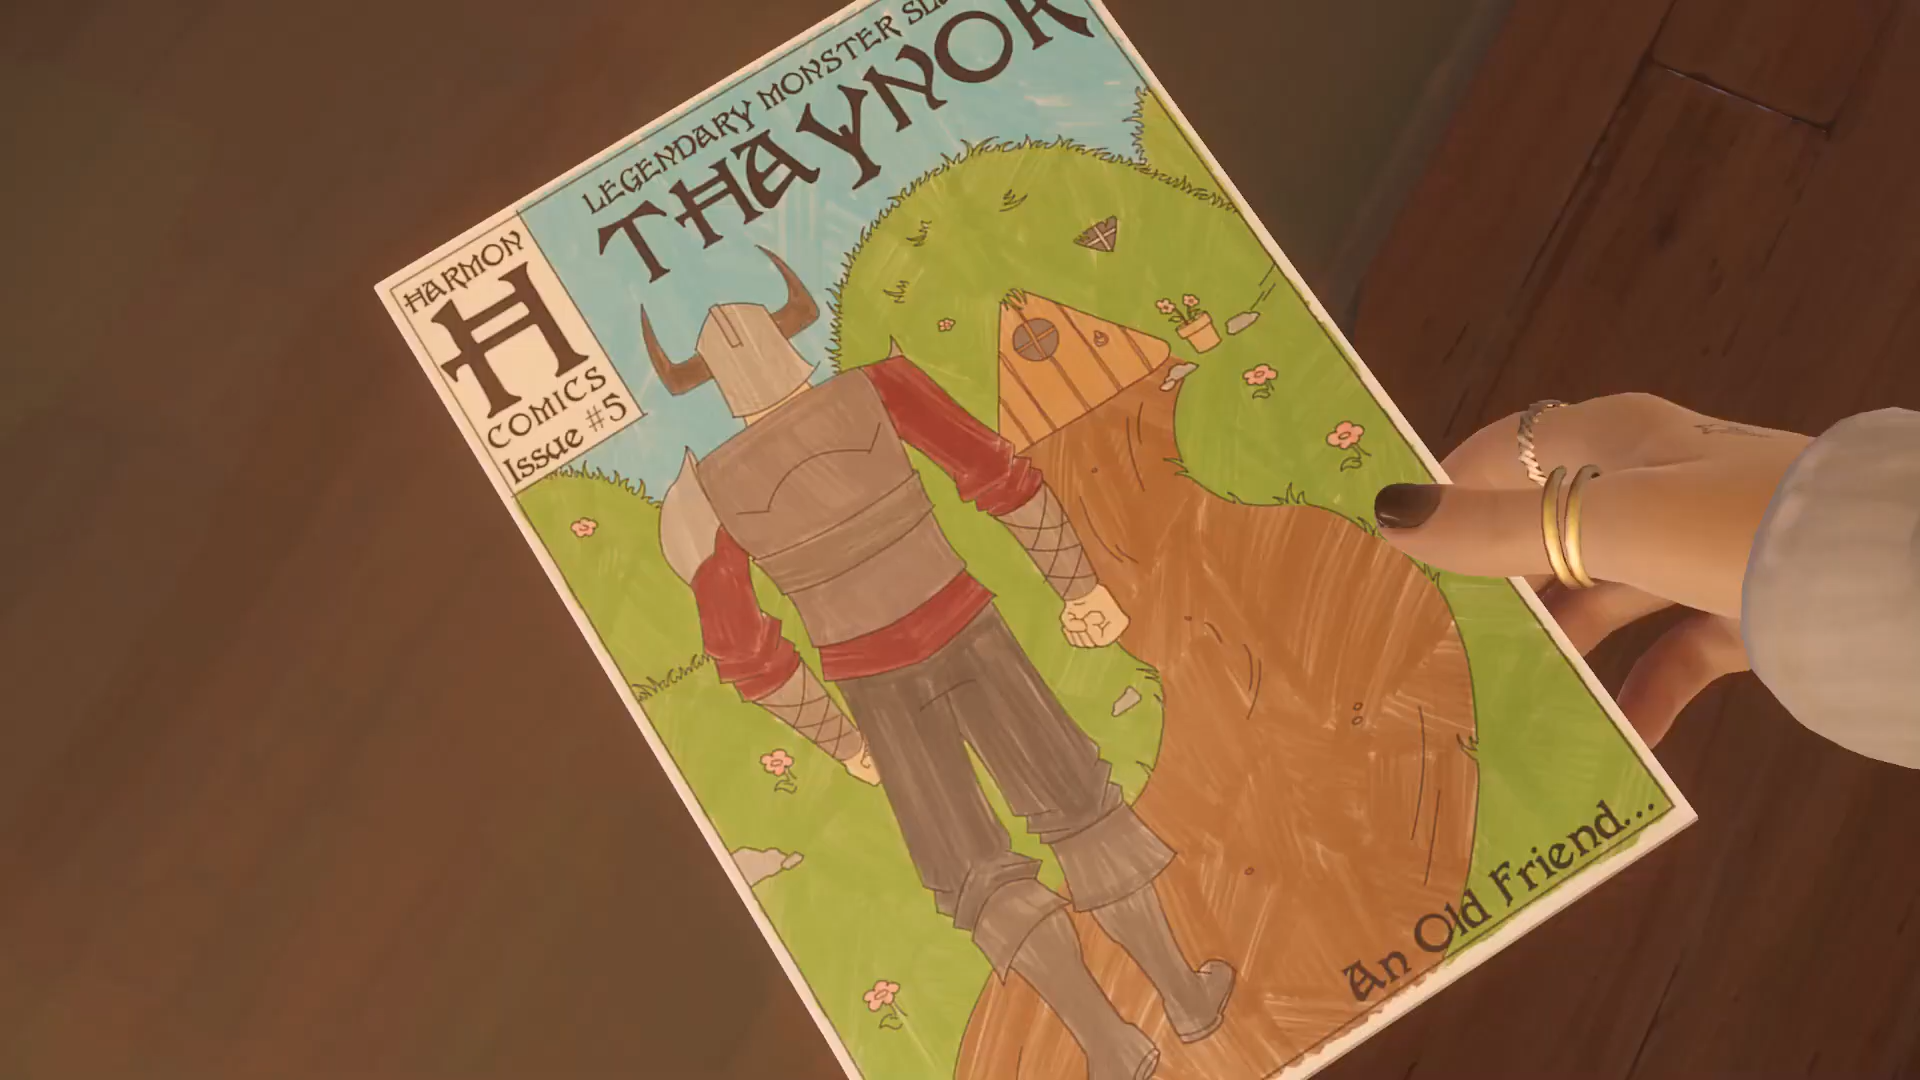 LEGENDARY MONSTER
THAYNOR
HARMON
H
COMICS
Issue #5
An Old Friend...